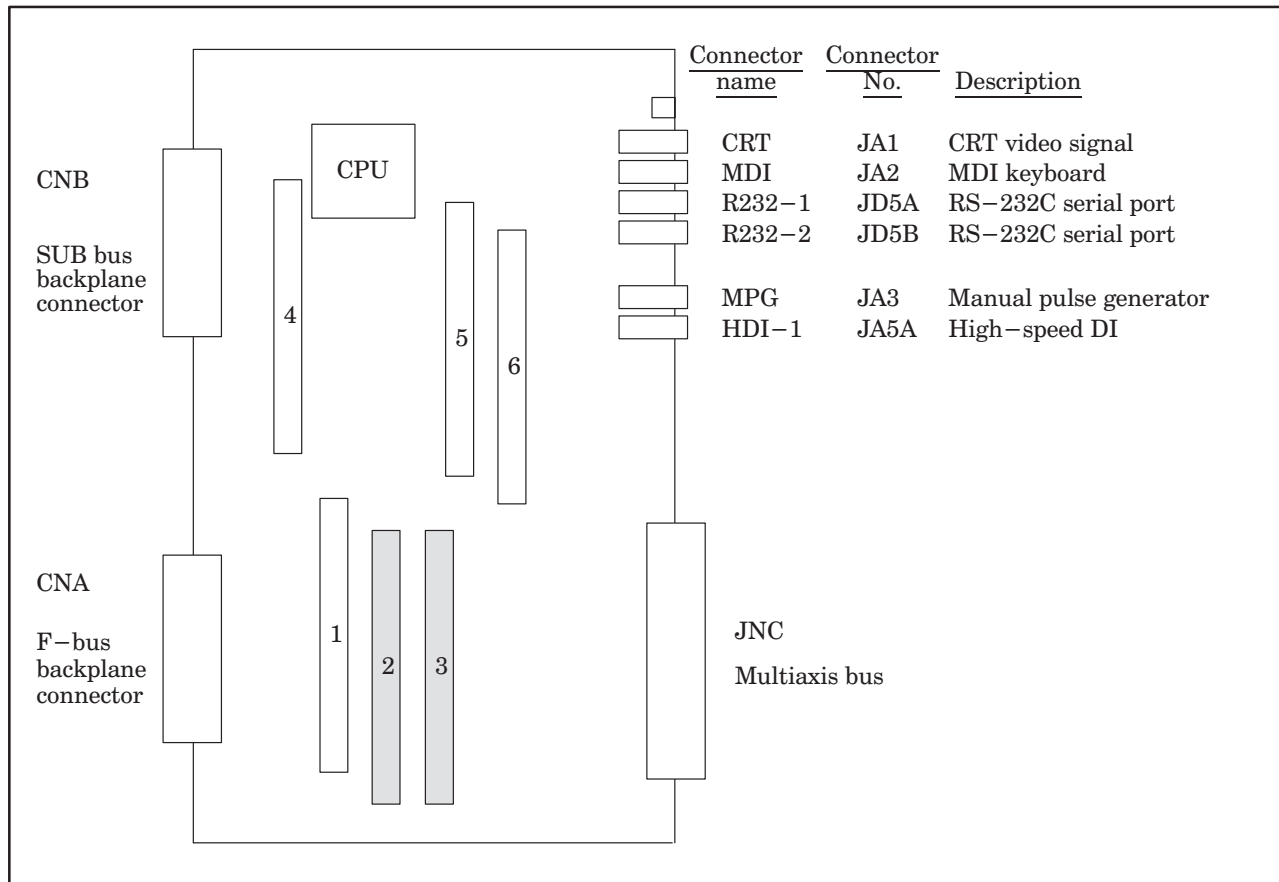 Connector Connector
name No. Description
CRT JA1 CRT video signal
MDI JA2 MDI keyboard
R232−1 JD5A RS−232C serial port
R232−2 JD5B RS−232C serial port
MPG JA3 Manual pulse generator
HDI−1 JA5A High−speed DI
CPU
CNB
SUB bus
backplane
connector
4
5
6
CNA
F−bus
backplane
connector
1
2
3
JNC
Multiaxis bus